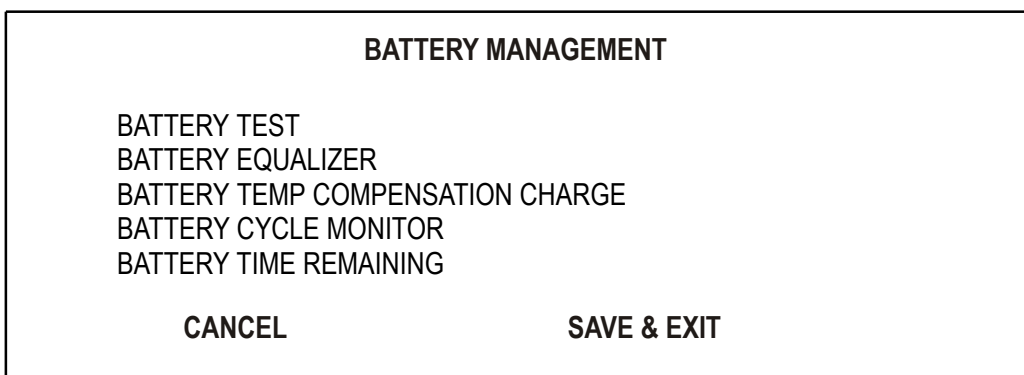 BATTERY MANAGEMENT
BATTERY TEST
BATTERY EQUALIZER
BATTERY TEMP COMPENSATION CHARGE
BATTERY CYCLE MONITOR
BATTERY TIME REMAINING
CANCEL SAVE & EXIT